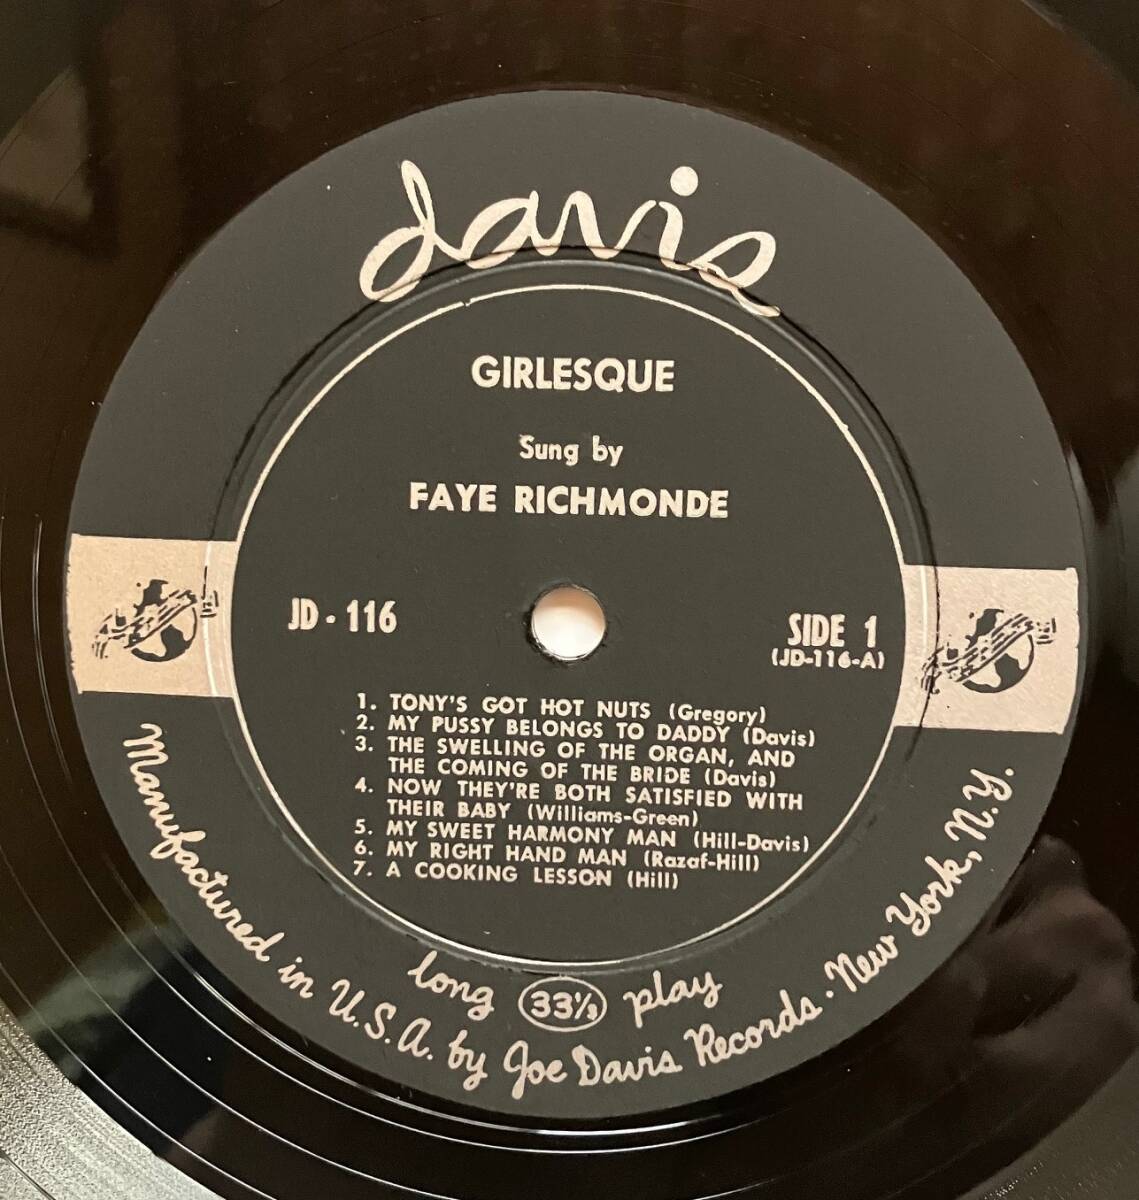 davis
GIRLESQUE
Sung by
FAYE RICHMONDE
JD - 116
SIDE 1
(JD-116-A)
1. TONY'S GOT HOT NUTS (Gregory)
2. MY PUSSY BELONGS TO DADDY (Davis)
3. THE SWELLING OF THE ORGAN, AND
THE COMING OF THE BRIDE (Davis)
4. NOW THEY'RE BOTH SATISFIED WITH
THEIR BABY (Williams-Green)
5. MY SWEET HARMONY MAN (Hill-Davis)
6. MY RIGHT HAND MAN (Razaf-Hill)
7. A COOKING LESSON (Hill)
long 33⅓ play
Manufactured in U.S.A. by Joe Davis Records · New York, N.Y.